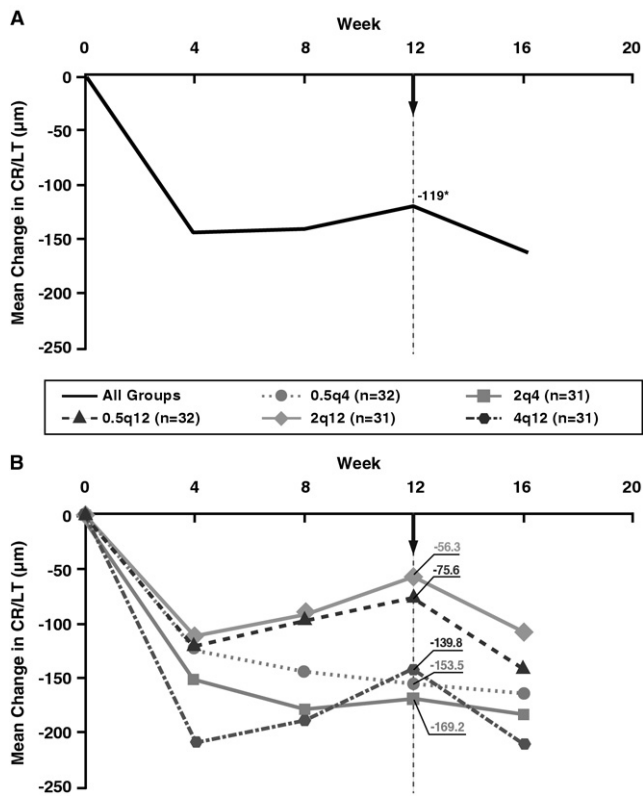 A
Week
0 4 8 12 16 20
Mean Change in CR/LT (µm)
0
-50
-100
-150
-200
-250
-119*
All Groups 0.5q4 (n=32) 2q4 (n=31)
0.5q12 (n=32) 2q12 (n=31) 4q12 (n=31)
B
Week
0 4 8 12 16 20
Mean Change in CR/LT (µm)
0
-50
-100
-150
-200
-250
-56.3
-75.6
-139.8
-153.5
-169.2